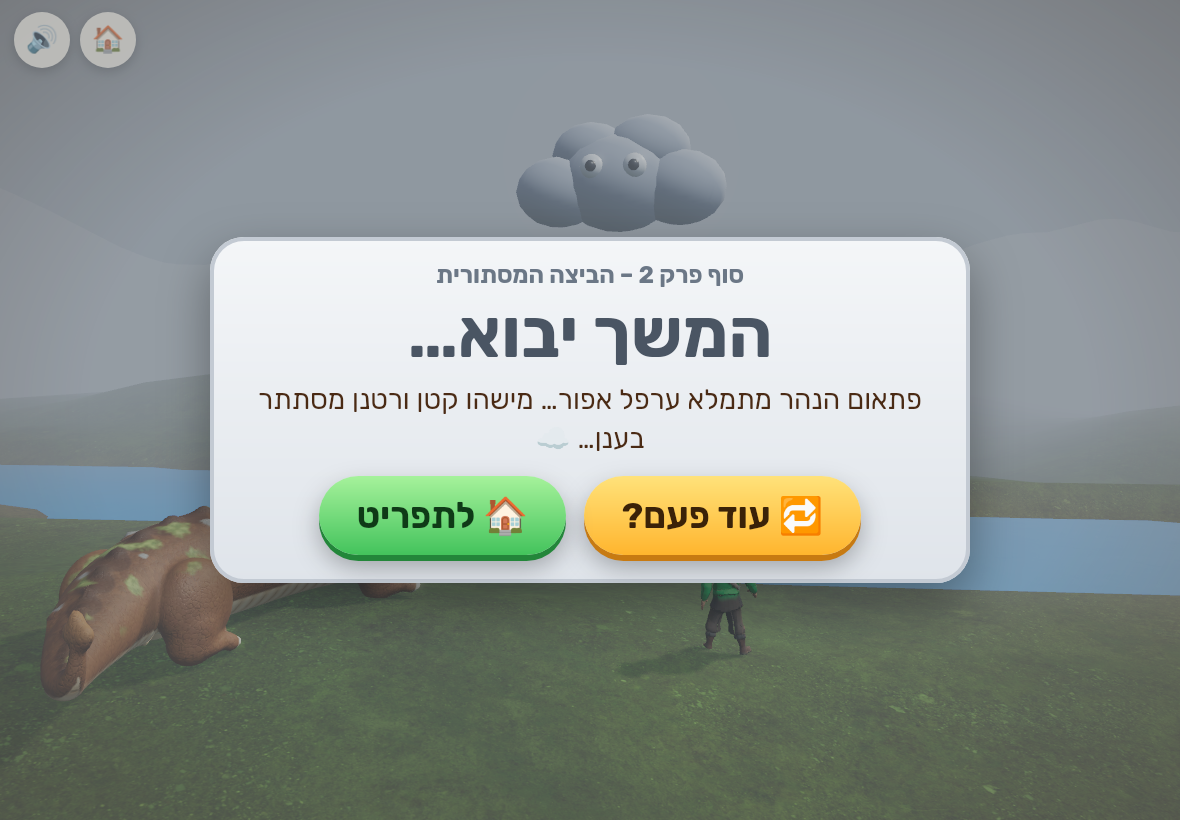 סוף פרק 2 – הביצה המסתורית
המשך יבוא...
פתאום הנהר מתמלא ערפל אפור... מישהו קטן ורטנן מסתתר
בענן... ☁️
🔁 עוד פעם?
🏠 לתפריט